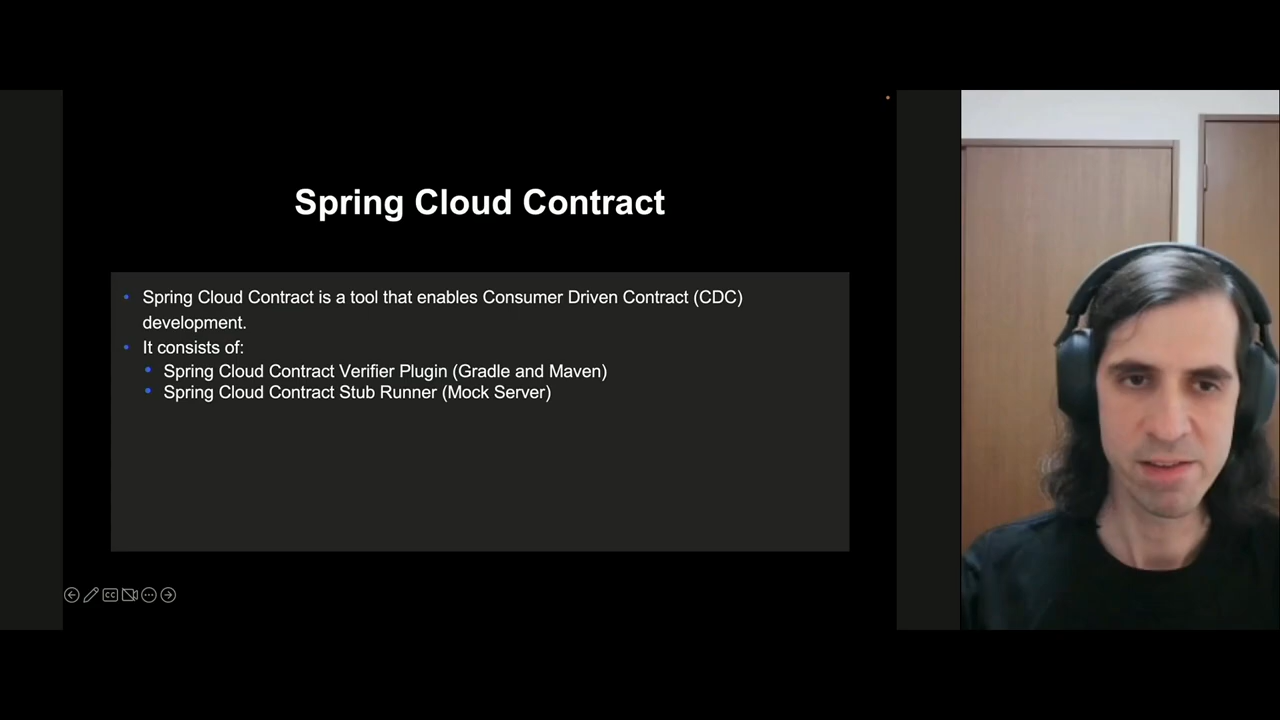 Spring Cloud Contract
Spring Cloud Contract is a tool that enables Consumer Driven Contract (CDC)
development.
It consists of:
Spring Cloud Contract Verifier Plugin (Gradle and Maven)
Spring Cloud Contract Stub Runner (Mock Server)
CC